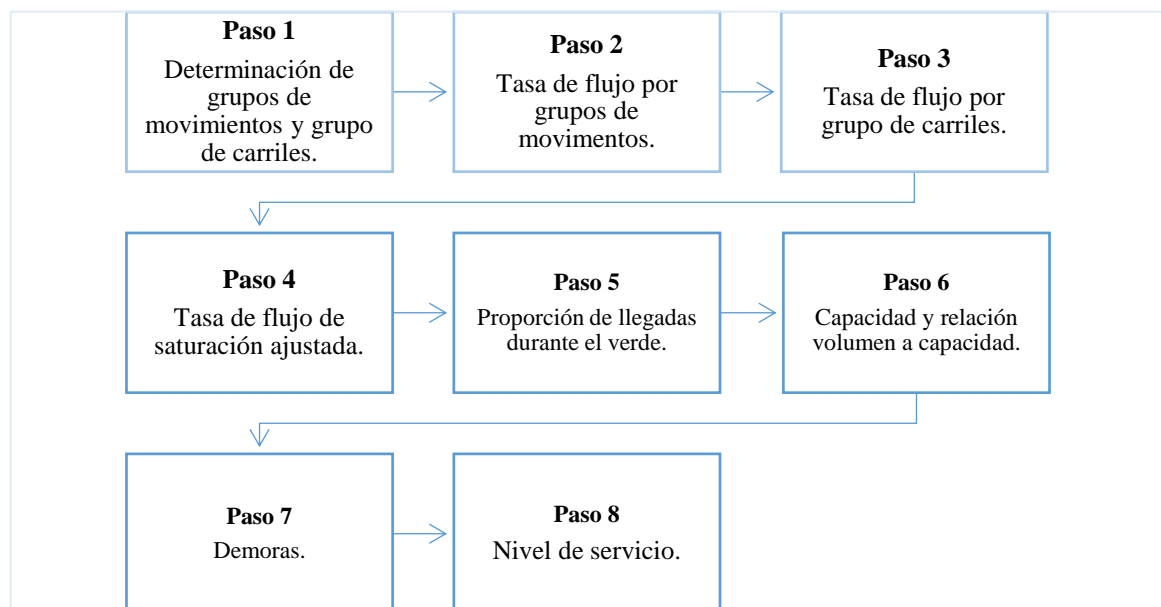 Paso 1
Determinación de
grupos de
movimientos y grupo
de carriles.
Paso 2
Tasa de flujo por
grupos de
movimentos.
Paso 3
Tasa de flujo por
grupo de carriles.
Paso 4
Tasa de flujo de
saturación ajustada.
Paso 5
Proporción de llegadas
durante el verde.
Paso 6
Capacidad y relación
volumen a capacidad.
Paso 7
Demoras.
Paso 8
Nivel de servicio.